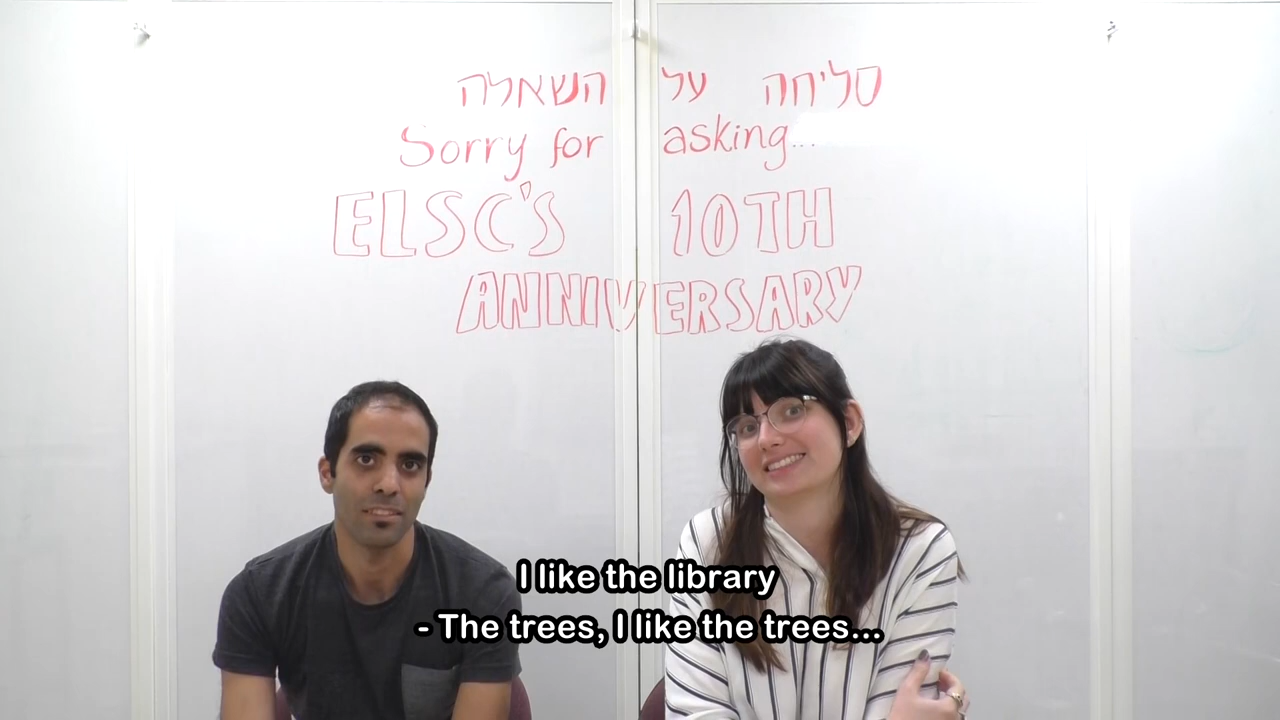 סליחה על השאלה
Sorry for asking...
ELSC'S 10TH
ANNIVERSARY
I like the library
- The trees, I like the trees...